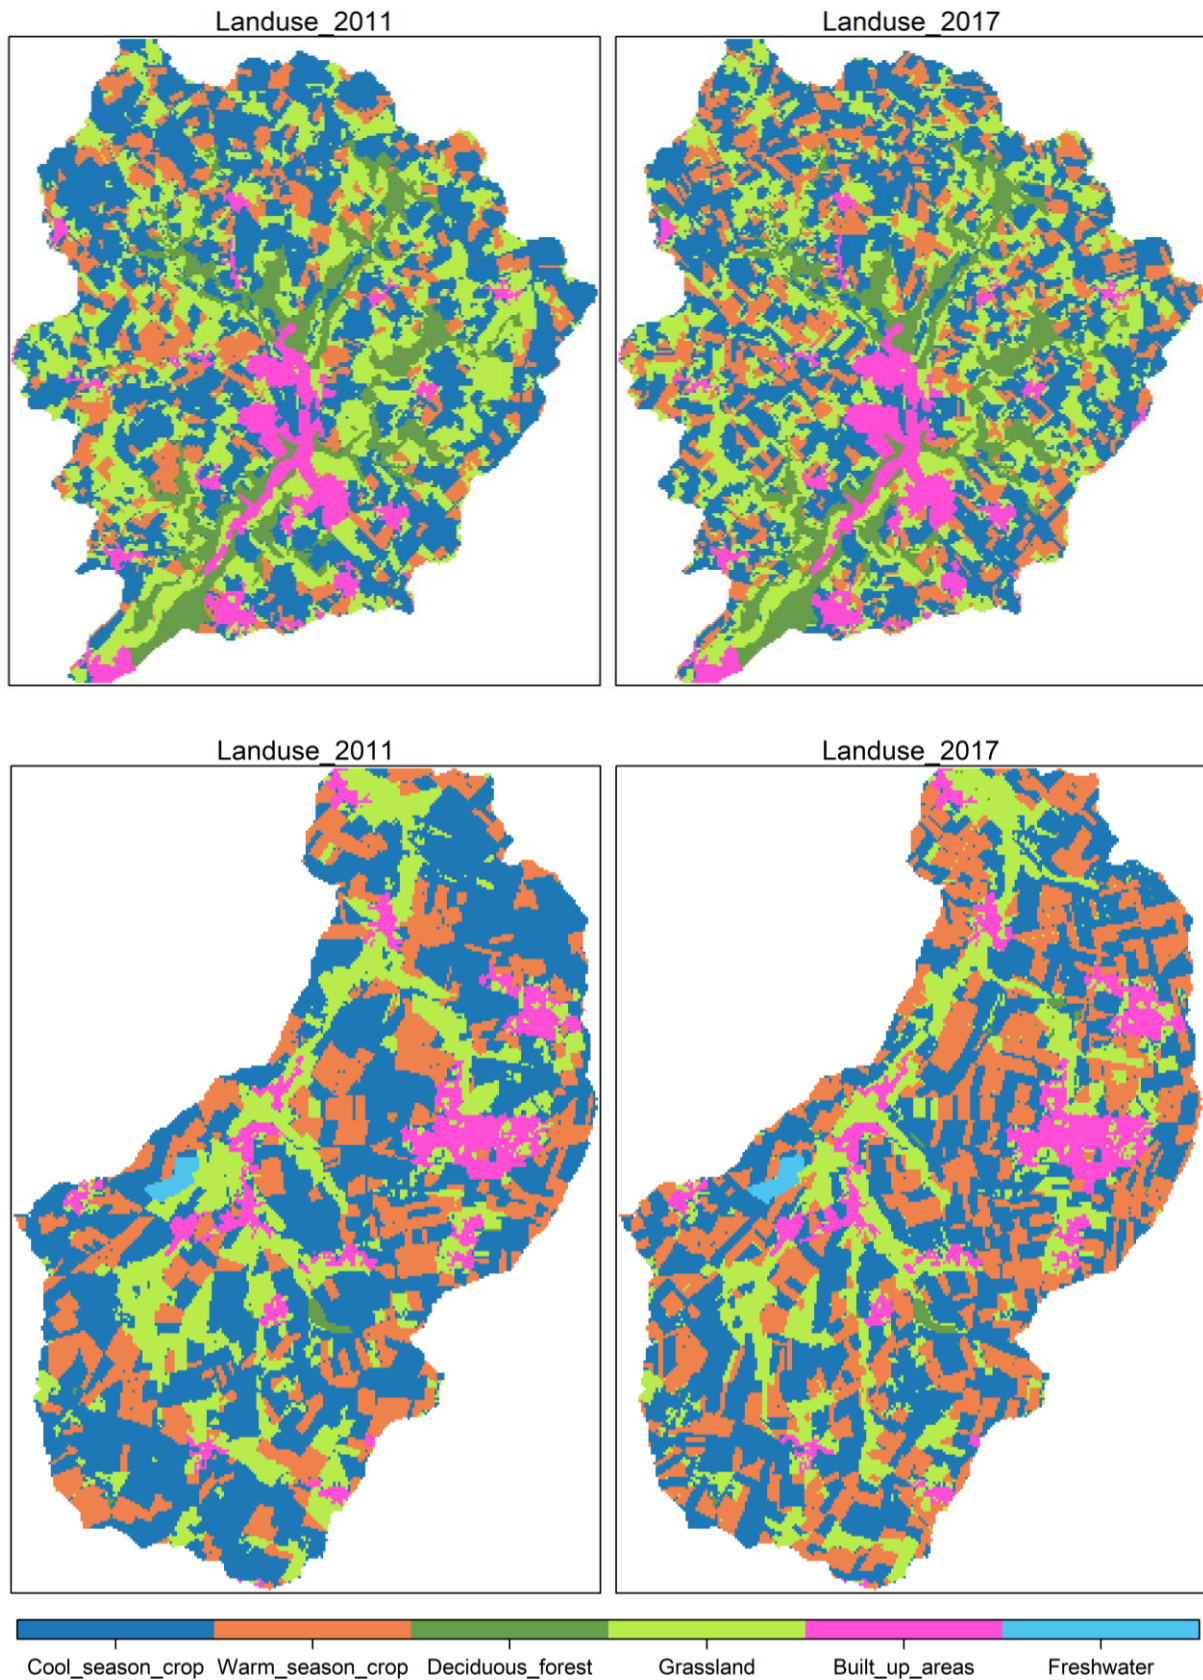 Landuse_2011
Landuse_2017
Landuse_2011
Landuse_2017
Cool_season_crop Warm_season_crop Deciduous_forest Grassland Built_up_areas Freshwater